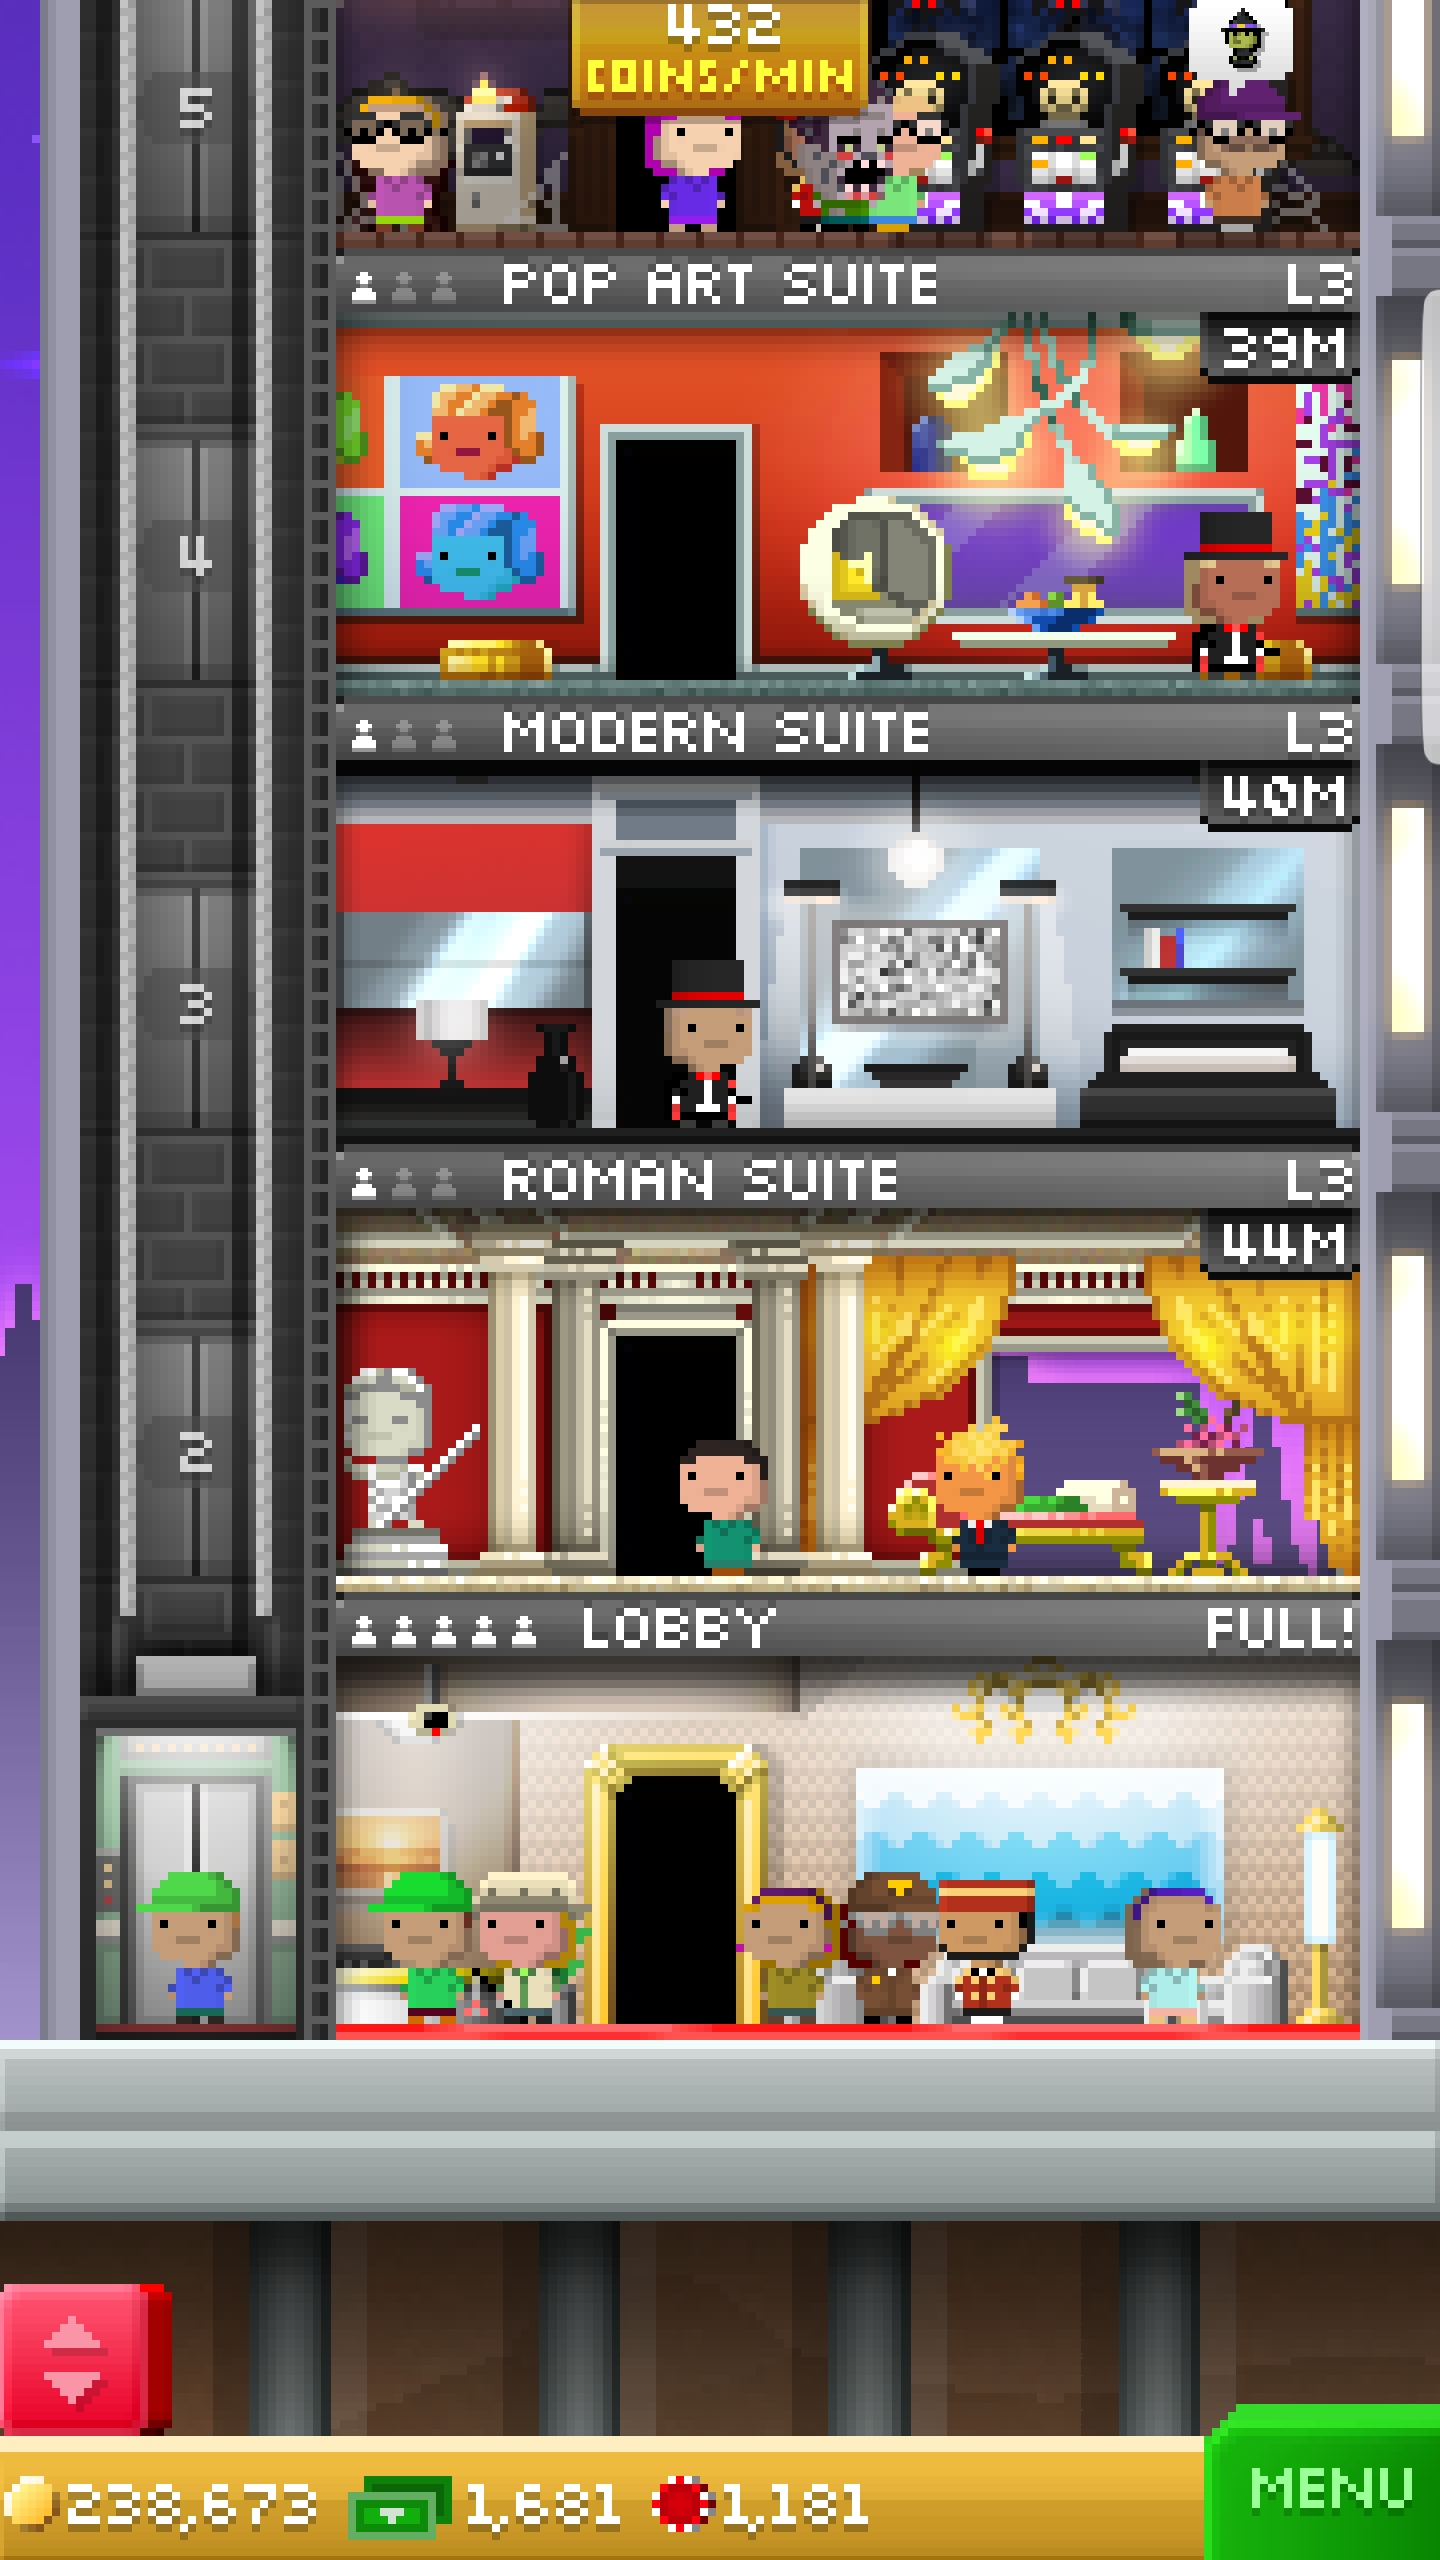 432
COINS/MIN
5
POP ART SUITE L3
39M
4
MODERN SUITE L3
40M
3
ROMAN SUITE L3
44M
2
LOBBY FULL!
238,673 1,681 1,181
MENU